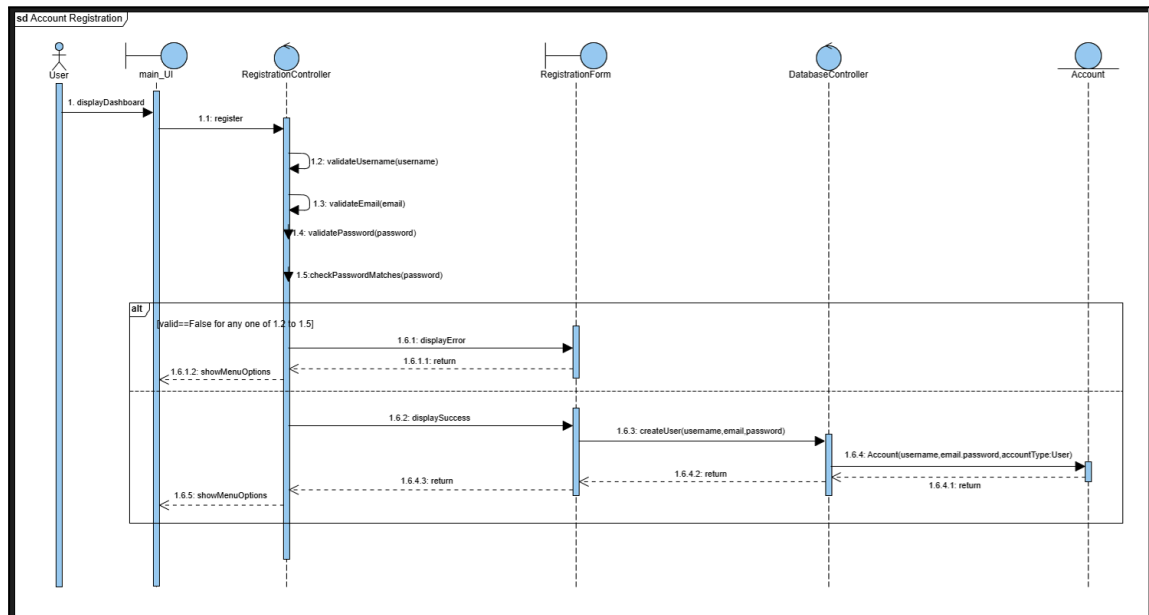 sd Account Registration
User
main_UI
RegistrationController
RegistrationForm
DatabaseController
Account
1. displayDashboard
1.1: register
1.2: validateUsername(username)
1.3: validateEmail(email)
1.4: validatePassword(password)
1.5:checkPasswordMatches(password)
alt
[valid==False for any one of 1.2 to 1.5]
1.6.1: displayError
1.6.1.1: return
1.6.1.2: showMenuOptions
1.6.2: displaySuccess
1.6.3: createUser(username,email,password)
1.6.4: Account(username,email.password,accountType:User)
1.6.4.2: return
1.6.4.3: return
1.6.4.1: return
1.6.5: showMenuOptions